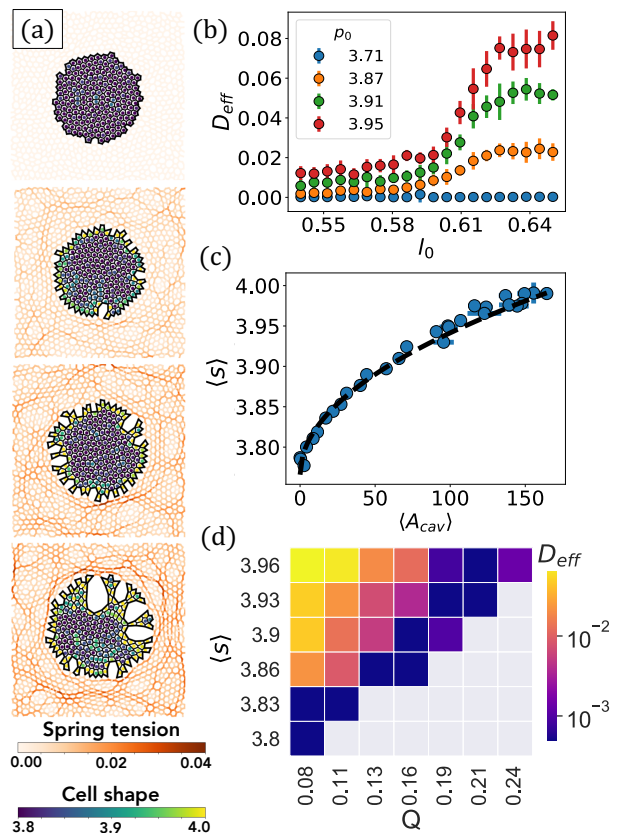 (a)
Spring tension
0.00 0.02 0.04
Cell shape
3.8 3.9 4.0
(b)
D_eff
0.08
0.06
0.04
0.02
0.00
p_0
3.71
3.87
3.91
3.95
0.55 0.58 0.61 0.64
l_0
(c)
⟨s⟩
4.00
3.95
3.90
3.85
3.80
0 50 100 150
⟨A_cav⟩
(d)
⟨s⟩
3.96
3.93
3.9
3.86
3.83
3.8
0.08 0.11 0.13 0.16 0.19 0.21 0.24
Q
D_eff
10^{-2}
10^{-3}